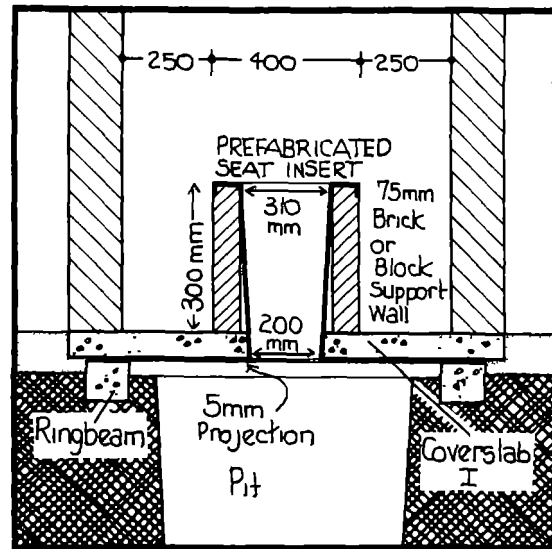 250 400 250
PREFABRICATED
SEAT INSERT
310
mm
300 mm
75mm
Brick
or
Block
Support
Wall
200
mm
5mm
Projection
Ringbeam
Pit
Coverslab
I